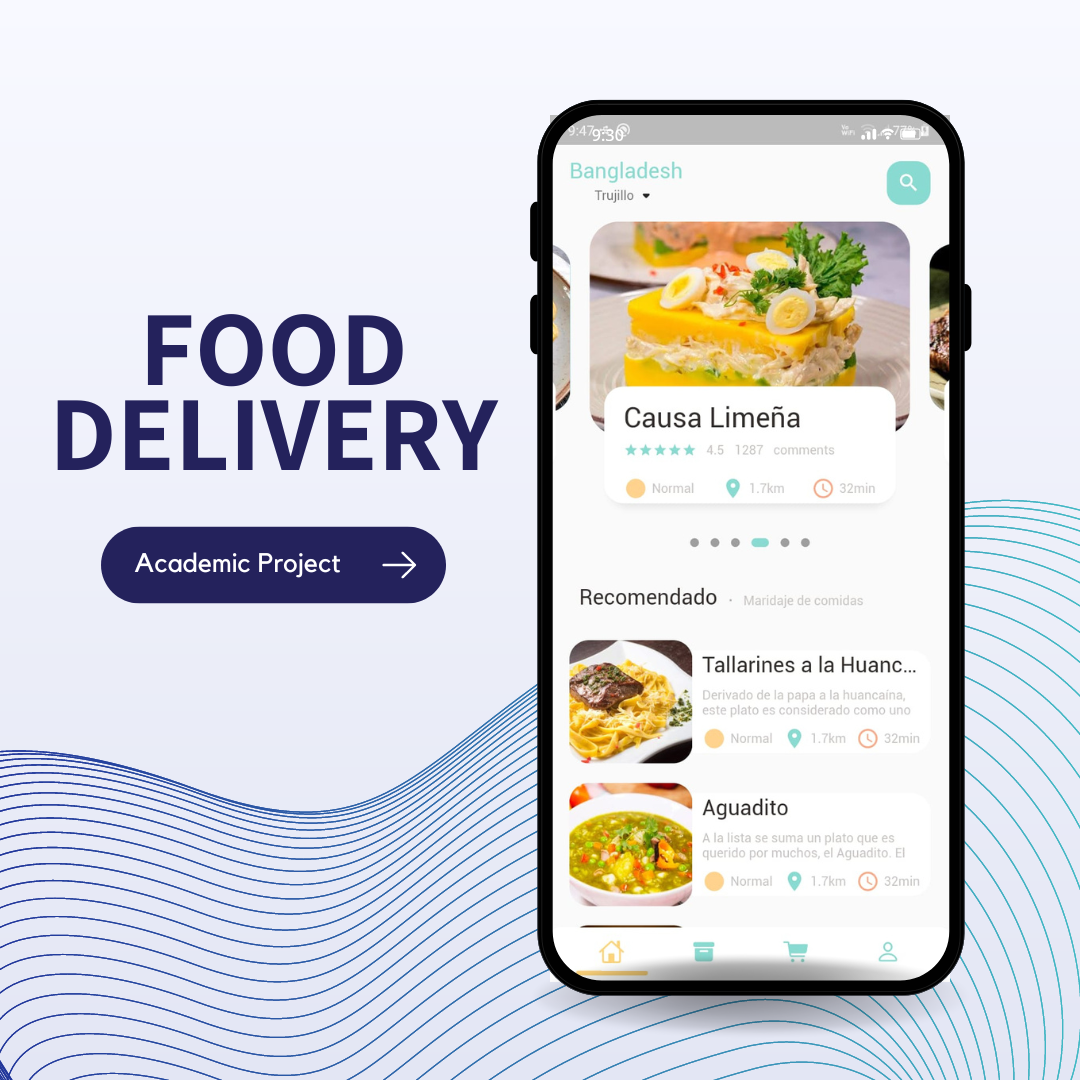 FOOD
DELIVERY
Academic Project
9:47
9:30
Vo
WiFi
77%
Bangladesh
Trujillo
Causa Limeña
4.5 1287 comments
Normal 1.7km 32min
Recomendado · Maridaje de comidas
Tallarines a la Huanc...
Derivado de la papa a la huancaína,
este plato es considerado como uno
Normal 1.7km 32min
Aguadito
A la lista se suma un plato que es
querido por muchos, el Aguadito. El
Normal 1.7km 32min